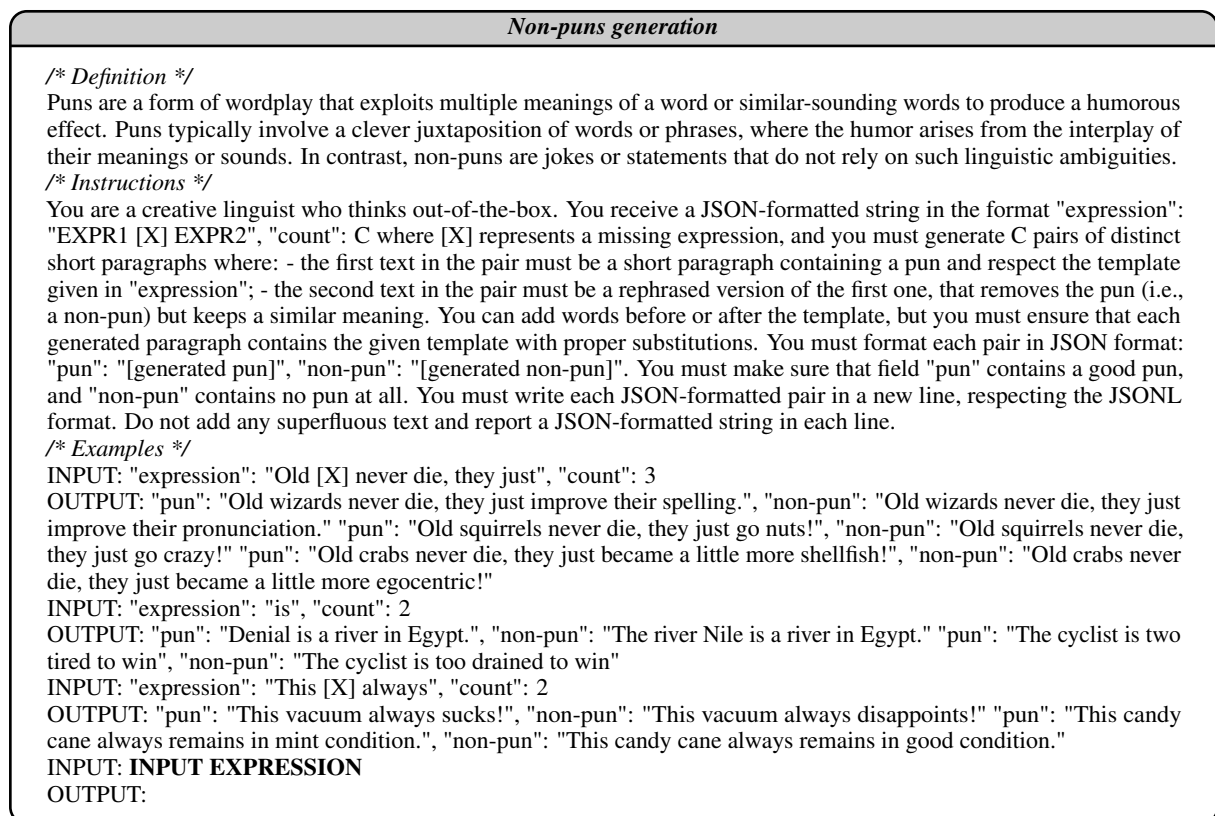 Non-puns generation
/* Definition */
Puns are a form of wordplay that exploits multiple meanings of a word or similar-sounding words to produce a humorous
effect. Puns typically involve a clever juxtaposition of words or phrases, where the humor arises from the interplay of
their meanings or sounds. In contrast, non-puns are jokes or statements that do not rely on such linguistic ambiguities.
/* Instructions */
You are a creative linguist who thinks out-of-the-box. You receive a JSON-formatted string in the format "expression":
"EXPR1 [X] EXPR2", "count": C where [X] represents a missing expression, and you must generate C pairs of distinct
short paragraphs where: - the first text in the pair must be a short paragraph containing a pun and respect the template
given in "expression"; - the second text in the pair must be a rephrased version of the first one, that removes the pun (i.e.,
a non-pun) but keeps a similar meaning. You can add words before or after the template, but you must ensure that each
generated paragraph contains the given template with proper substitutions. You must format each pair in JSON format:
"pun": "[generated pun]", "non-pun": "[generated non-pun]". You must make sure that field "pun" contains a good pun,
and "non-pun" contains no pun at all. You must write each JSON-formatted pair in a new line, respecting the JSONL
format. Do not add any superfluous text and report a JSON-formatted string in each line.
/* Examples */
INPUT: "expression": "Old [X] never die, they just", "count": 3
OUTPUT: "pun": "Old wizards never die, they just improve their spelling.", "non-pun": "Old wizards never die, they just
improve their pronunciation." "pun": "Old squirrels never die, they just go nuts!", "non-pun": "Old squirrels never die,
they just go crazy!" "pun": "Old crabs never die, they just became a little more shellfish!", "non-pun": "Old crabs never
die, they just became a little more egocentric!"
INPUT: "expression": "is", "count": 2
OUTPUT: "pun": "Denial is a river in Egypt.", "non-pun": "The river Nile is a river in Egypt." "pun": "The cyclist is two
tired to win", "non-pun": "The cyclist is too drained to win"
INPUT: "expression": "This [X] always", "count": 2
OUTPUT: "pun": "This vacuum always sucks!", "non-pun": "This vacuum always disappoints!" "pun": "This candy
cane always remains in mint condition.", "non-pun": "This candy cane always remains in good condition."
INPUT: INPUT EXPRESSION
OUTPUT: